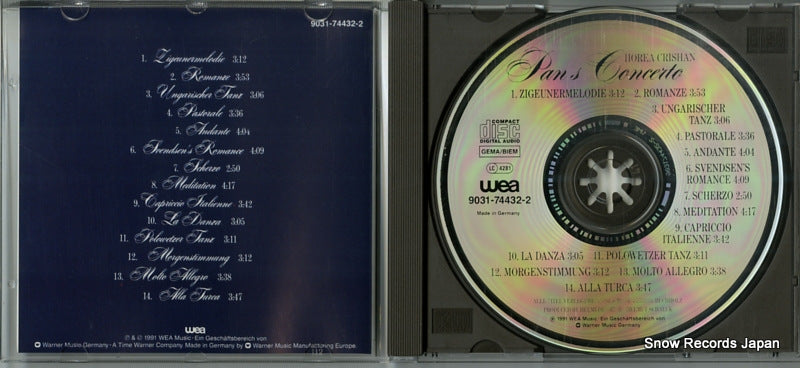 9031-74432-2
1. Zigeunermelodie 3:12
2. Romanze 3:53
3. Ungarischer Tanz 3:06
4. Pastorale 3:36
5. Andante 4:04
6. Svendsen's Romance 4:09
7. Scherzo 2:50
8. Meditation 4:17
9. Capriccio Italienne 3:42
10. La Danza 3:05
11. Polowetzer Tanz 3:11
12. Morgenstimmung 3:12
13. Molto Allegro 3:38
14. Alla Turca 3:47
wea
℗ & © 1991 WEA Music · Ein Geschäftsbereich von
Warner Music Germany · A Time Warner Company Made in Germany by Warner Music Manufacturing Europe.
HOREA CRISHAN
Pan's Concerto
1. ZIGEUNERMELODIE 3:12 2. ROMANZE 3:53
3. UNGARISCHER
TANZ 3:06
4. PASTORALE 3:36
5. ANDANTE 4:04
6. SVENDSEN'S
ROMANCE 4:09
7. SCHERZO 2:50
8. MEDITATION 4:17
9. CAPRICCIO
ITALIENNE 3:42
10. LA DANZA 3:05 11. POLOWETZER TANZ 3:11
12. MORGENSTIMMUNG 3:12 13. MOLTO ALLEGRO 3:38
14. ALLA TURCA 3:47
COMPACT
disc
DIGITAL AUDIO
GEMA/BIEM
LC 4281
wea
9031-74432-2
Made in Germany
℗ 1991 WEA Music · Ein Geschäftsbereich von
Warner Music Germany
Snow Records Japan